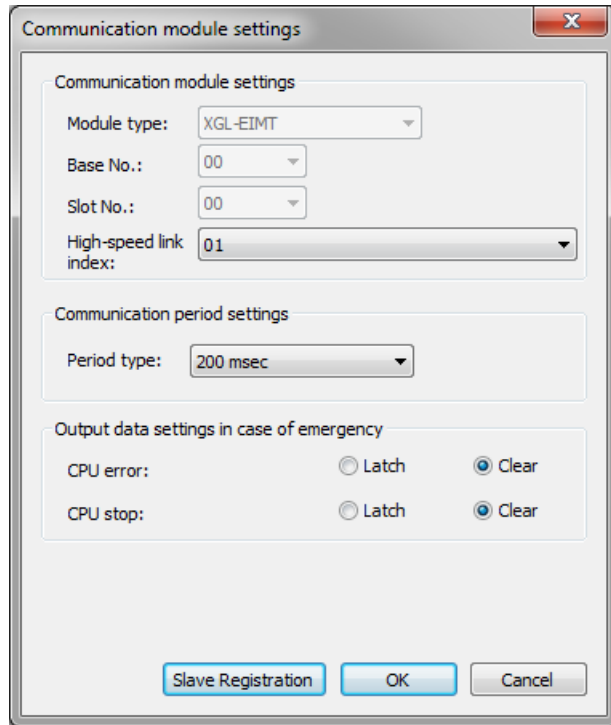 Communication module settings
Communication module settings
Module type: XGL-EIMT
Base No.: 00
Slot No.: 00
High-speed link
index: 01
Communication period settings
Period type: 200 msec
Output data settings in case of emergency
CPU error: Latch Clear
CPU stop: Latch Clear
Slave Registration OK Cancel